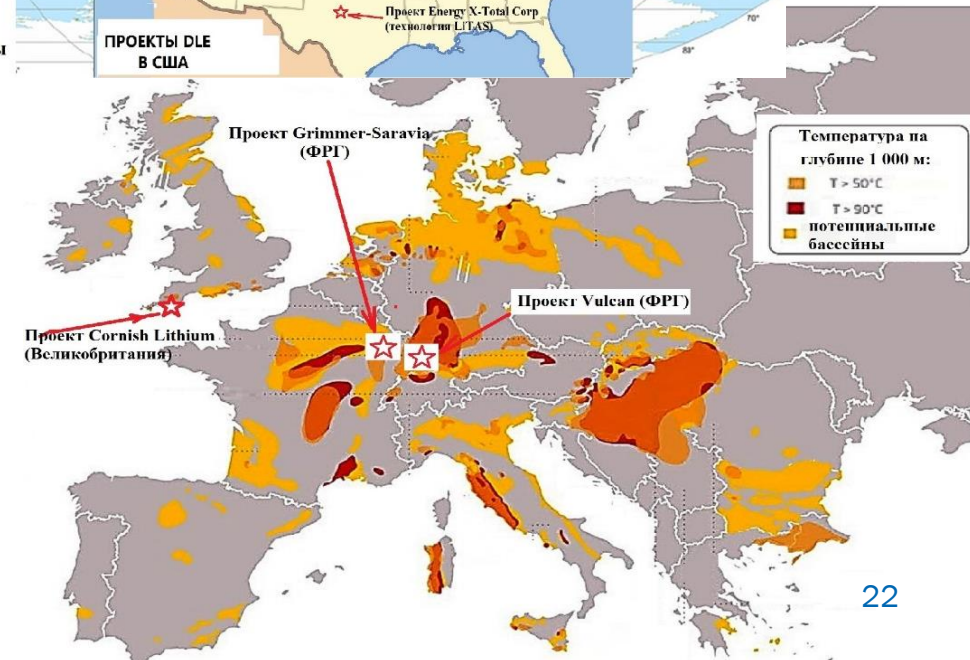 ы
Проект Energy X-Total Corp
(технология LiTAS)
ПРОЕКТЫ DLE
В США
70°
Проект Grimmer-Saravia
(ФРГ)
Температура на
глубине 1 000 м:
T > 50°C
T > 90°C
потенциальные
бассейны
Проект Vulcan (ФРГ)
Проект Cornish Lithium
(Великобритания)
22